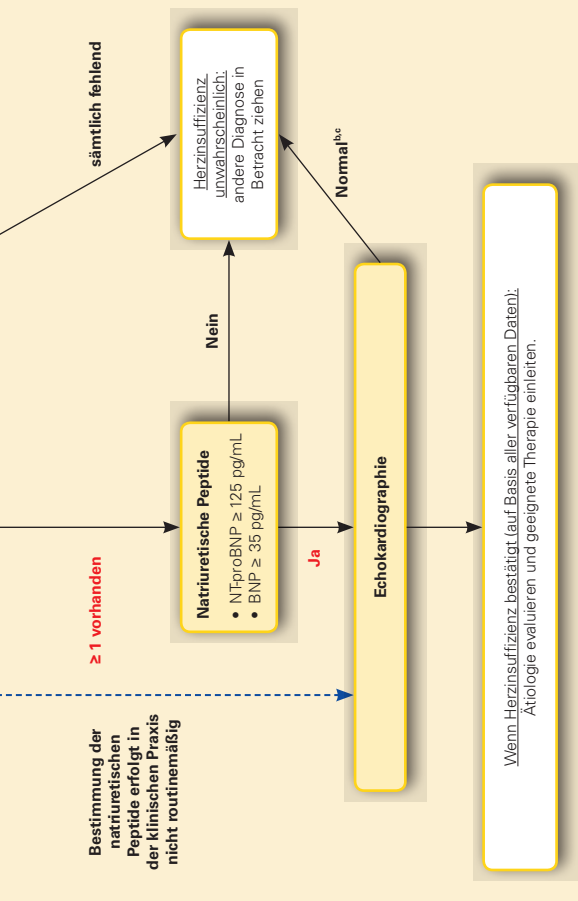 ≥ 1 vorhanden
sämtlich fehlend
Bestimmung der
natriuretischen
Peptide erfolgt in
der klinischen Praxis
nicht routinemäßig
Natriuretische Peptide
• NT-proBNP ≥ 125 pg/mL
• BNP ≥ 35 pg/mL
Nein
Herzinsuffizienz
unwahrscheinlich:
andere Diagnose in
Betracht ziehen
Ja
Normalb,c
Echokardiographie
Wenn Herzinsuffizienz bestätigt (auf Basis aller verfügbaren Daten):
Ätiologie evaluieren und geeignete Therapie einleiten.